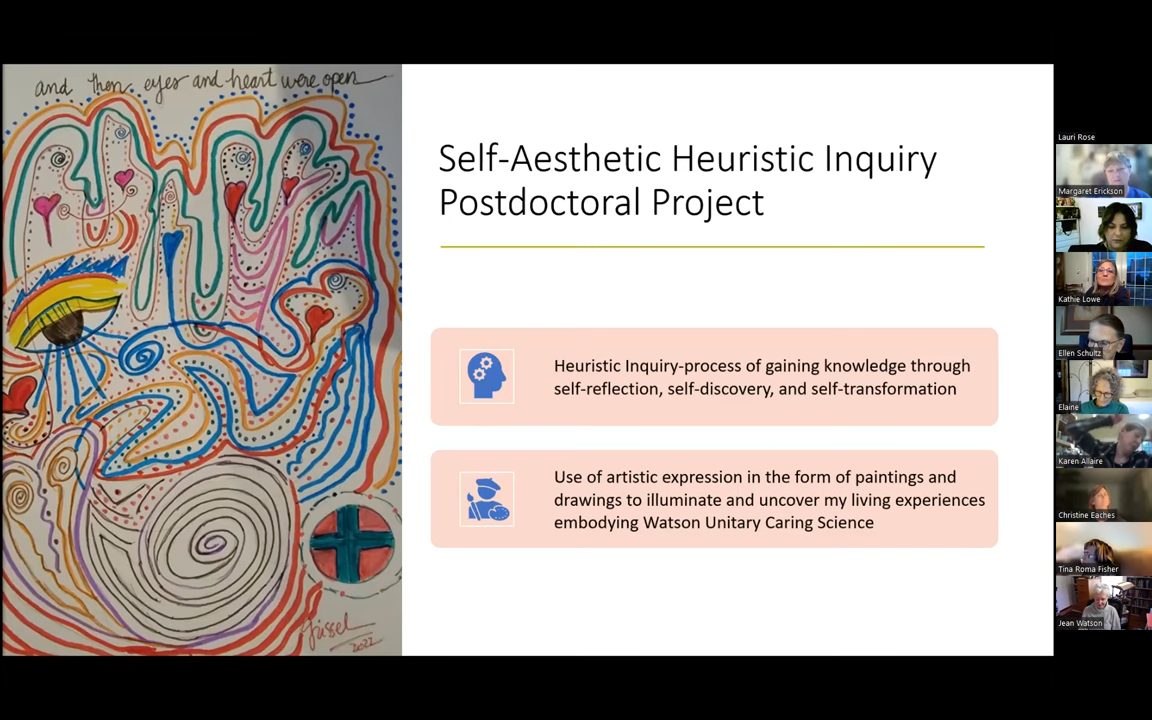 and then eyes and heart were open
Self-Aesthetic Heuristic Inquiry
Postdoctoral Project
Heuristic Inquiry-process of gaining knowledge through
self-reflection, self-discovery, and self-transformation
Use of artistic expression in the form of paintings and
drawings to illuminate and uncover my living experiences
embodying Watson Unitary Caring Science
2022
Lauri Rose
Margaret Erickson
Kathie Lowe
Ellen Schultz
Elaine
Karen Allaire
Christine Eaches
Tina Roma Fisher
Jean Watson